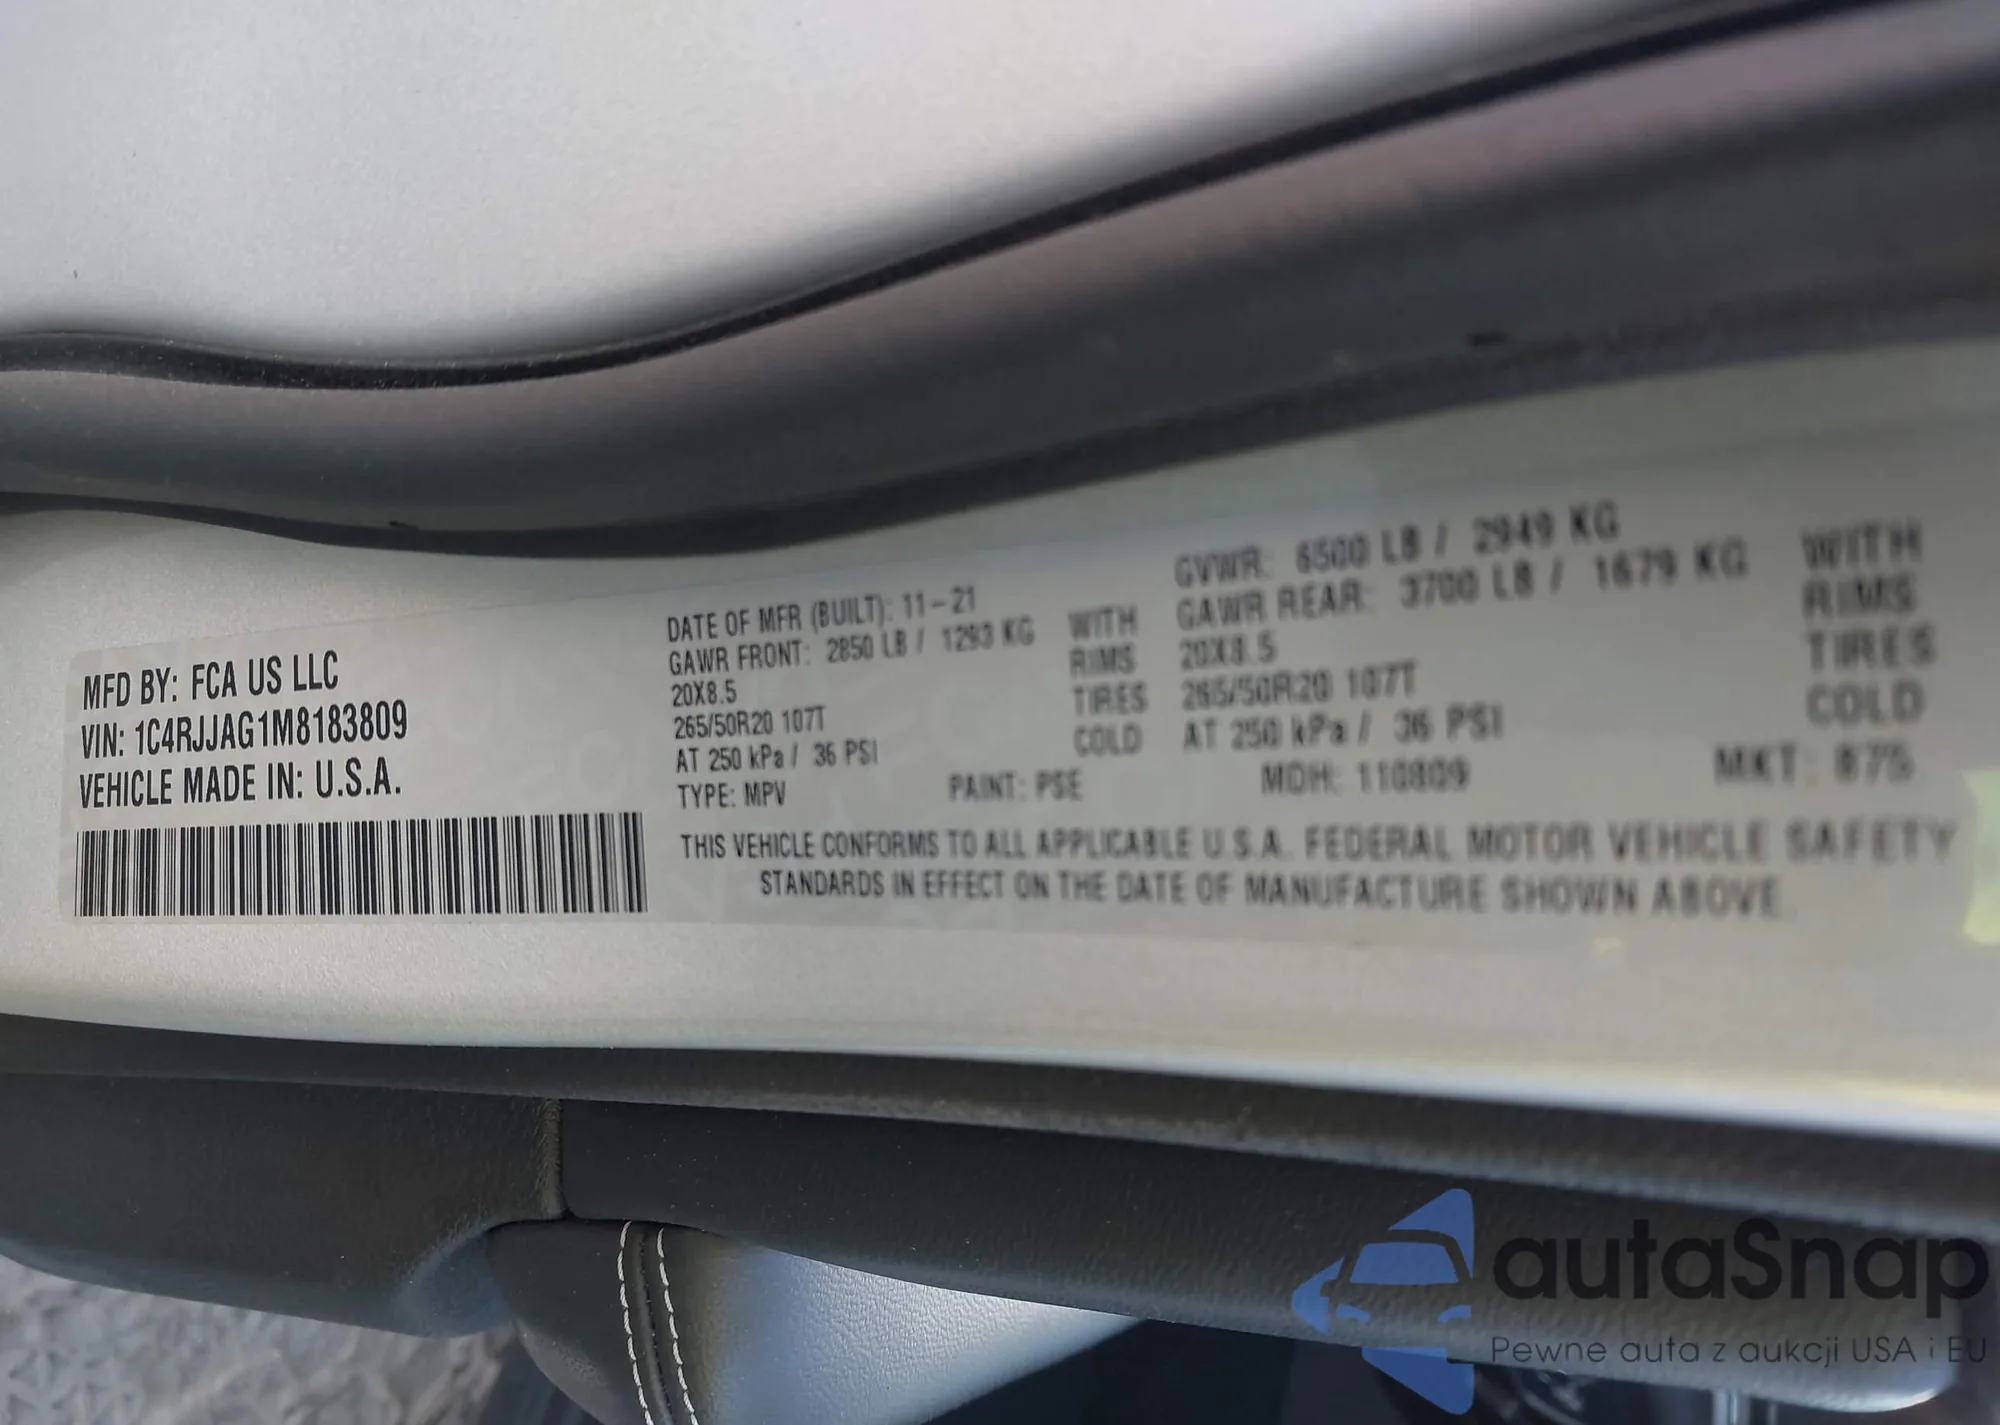 MFD BY: FCA US LLC
VIN: 1C4RJJAG1M8183809
VEHICLE MADE IN: U.S.A.
DATE OF MFR (BUILT): 11-21
GAWR FRONT: 2850 LB / 1293 KG WITH
20X8.5 RIMS
265/50R20 107T TIRES
AT 250 kPa / 36 PSI COLD
GVWR: 6500 LB / 2949 KG
GAWR REAR: 3700 LB / 1679 KG WITH
20X8.5 RIMS
265/50R20 107T TIRES
AT 250 kPa / 36 PSI COLD
TYPE: MPV PAINT: PSE MDH: 110809 MKT: 875
THIS VEHICLE CONFORMS TO ALL APPLICABLE U.S.A. FEDERAL MOTOR VEHICLE SAFETY
STANDARDS IN EFFECT ON THE DATE OF MANUFACTURE SHOWN ABOVE.
autaSnap
Pewne auta z aukcji USA i EU